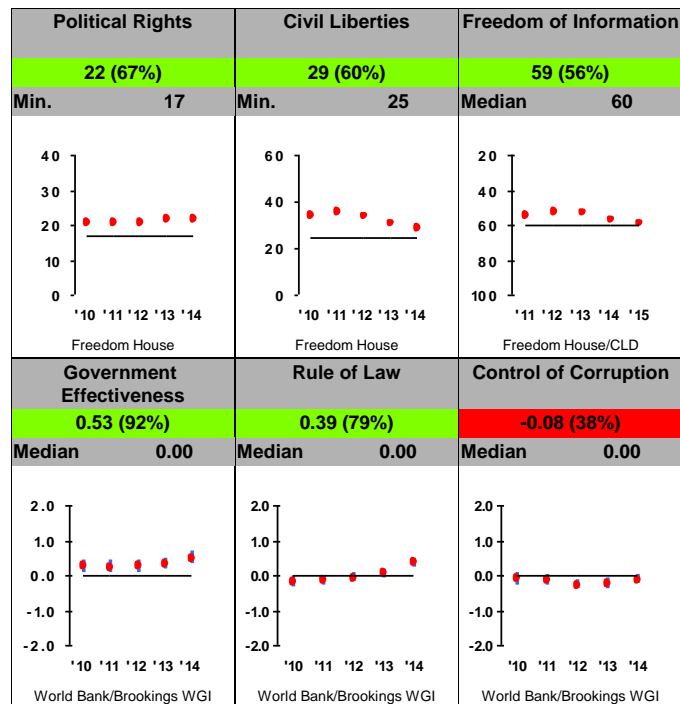 Political Rights
22 (67%)
Min. 17
40
30
20
10
0
'10 '11 '12 '13 '14
Freedom House
Civil Liberties
29 (60%)
Min. 25
60
40
20
0
'10 '11 '12 '13 '14
Freedom House
Freedom of Information
59 (56%)
Median 60
20
40
60
80
100
'11 '12 '13 '14 '15
Freedom House/CLD
Government
Effectiveness
0.53 (92%)
Median 0.00
2.0
1.0
0.0
-1.0
-2.0
'10 '11 '12 '13 '14
World Bank/Brookings WGI
Rule of Law
0.39 (79%)
Median 0.00
2.0
1.0
0.0
-1.0
-2.0
'10 '11 '12 '13 '14
World Bank/Brookings WGI
Control of Corruption
-0.08 (38%)
Median 0.00
2.0
1.0
0.0
-1.0
-2.0
'10 '11 '12 '13 '14
World Bank/Brookings WGI